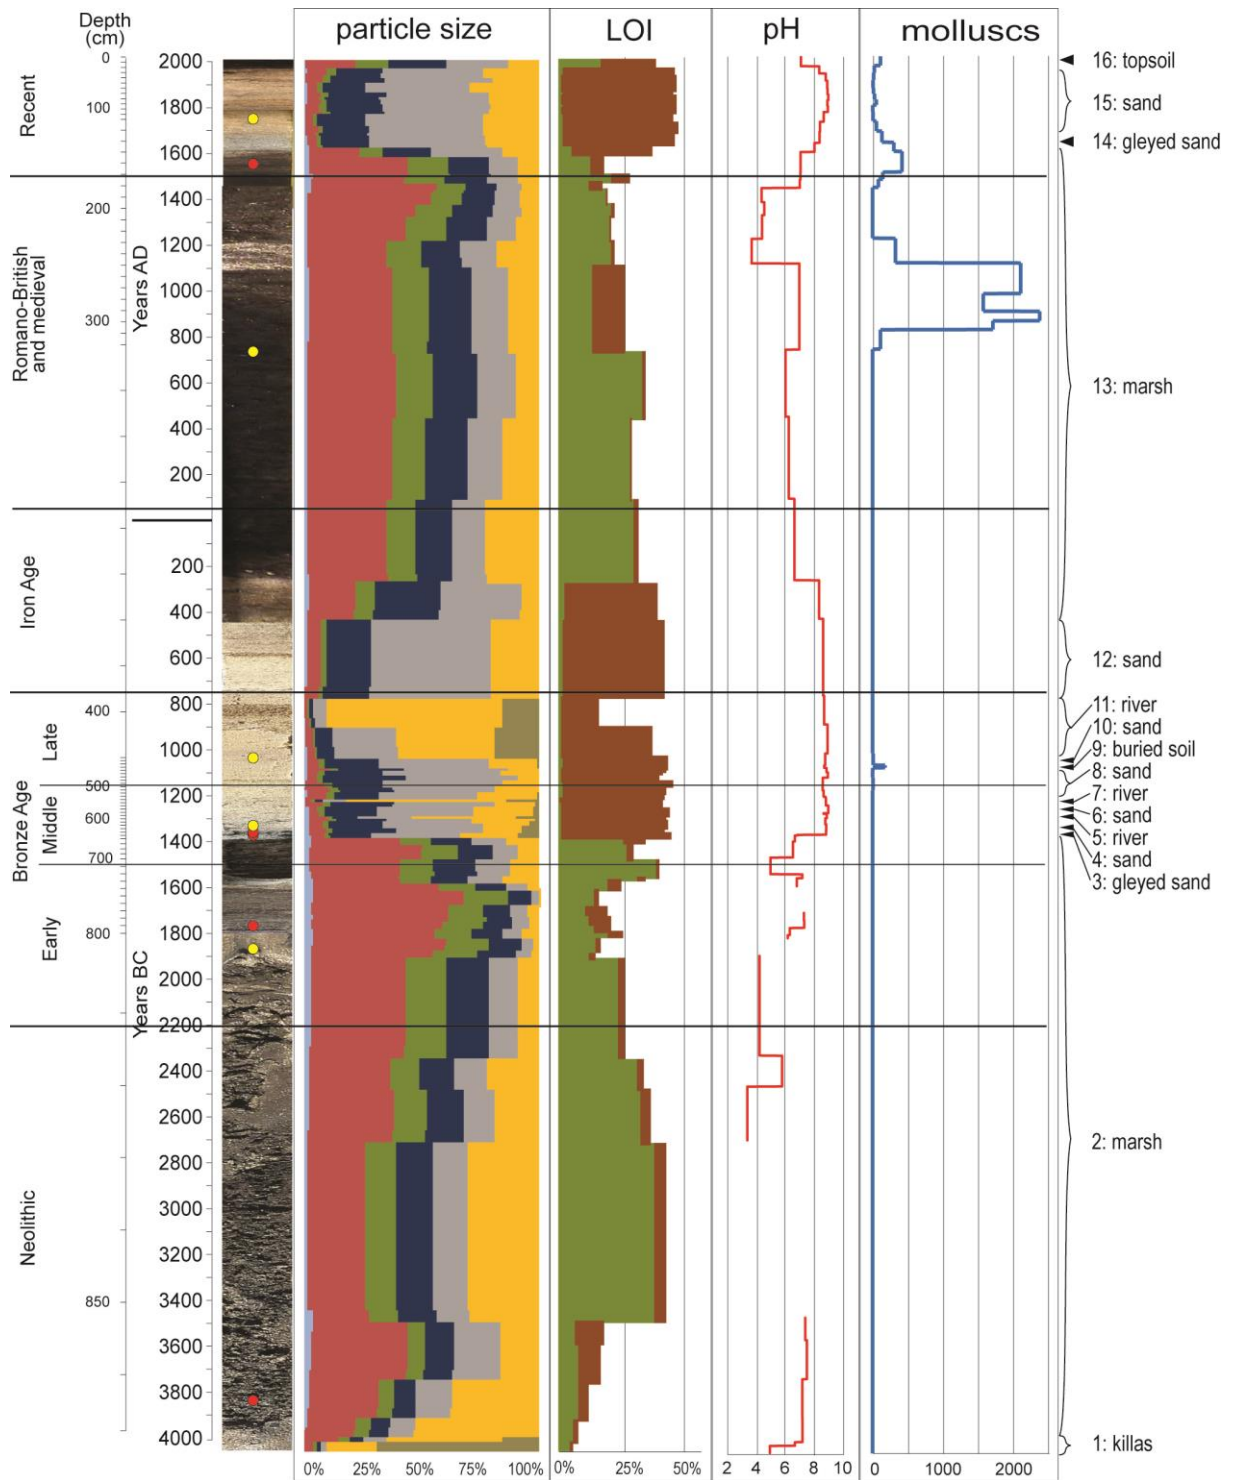 Depth
(cm)
particle size
LOI
pH
molluscs
0
100
200
300
400
500
600
700
800
850
Recent
Romano-British
and medieval
Iron Age
Bronze Age
Late
Middle
Early
Neolithic
Years AD
Years BC
2000
1800
1600
1400
1200
1000
800
600
400
200
200
400
600
800
1000
1200
1400
1600
1800
2000
2200
2400
2600
2800
3000
3200
3400
3600
3800
4000
16: topsoil
15: sand
14: gleyed sand
13: marsh
12: sand
11: river
10: sand
9: buried soil
8: sand
7: river
6: sand
5: river
4: sand
3: gleyed sand
2: marsh
1: killas
0% 25% 50% 75% 100%
0% 25% 50%
2 4 6 8 10
0 1000 2000